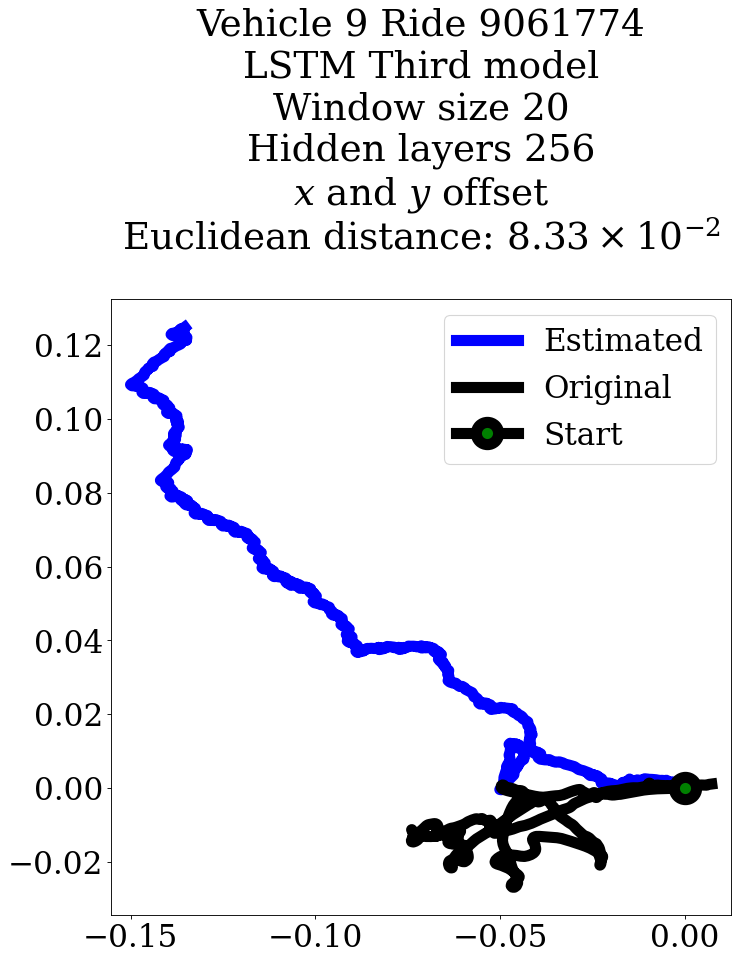 Vehicle 9 Ride 9061774
LSTM Third model
Window size 20
Hidden layers 256
x and y offset
Euclidean distance: 8.33 × 10⁻²
Estimated
Original
Start
0.12
0.10
0.08
0.06
0.04
0.02
0.00
−0.02
−0.15 −0.10 −0.05 0.00